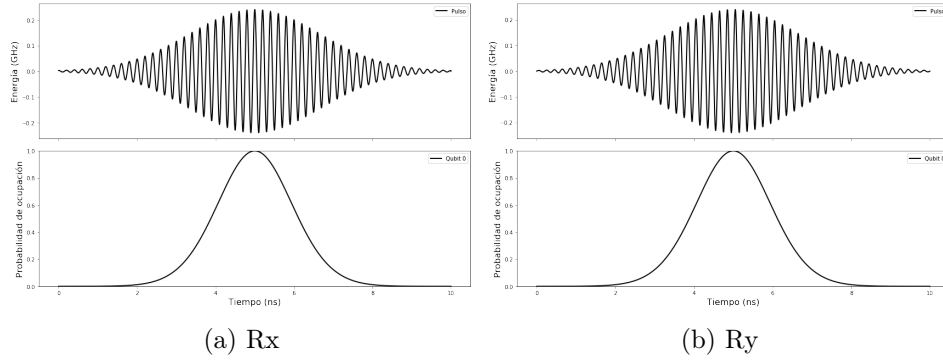 Pulso
Energía (GHz)
0.2
0.1
0.0
−0.1
−0.2
Qubit 0
Probabilidad de ocupación
1.0
0.8
0.6
0.4
0.2
0.0
0 2 4 6 8 10
Tiempo (ns)
(a) Rx
Pulso
Energía (GHz)
0.2
0.1
0.0
−0.1
−0.2
Qubit 0
Probabilidad de ocupación
1.0
0.8
0.6
0.4
0.2
0.0
0 2 4 6 8 10
Tiempo (ns)
(b) Ry